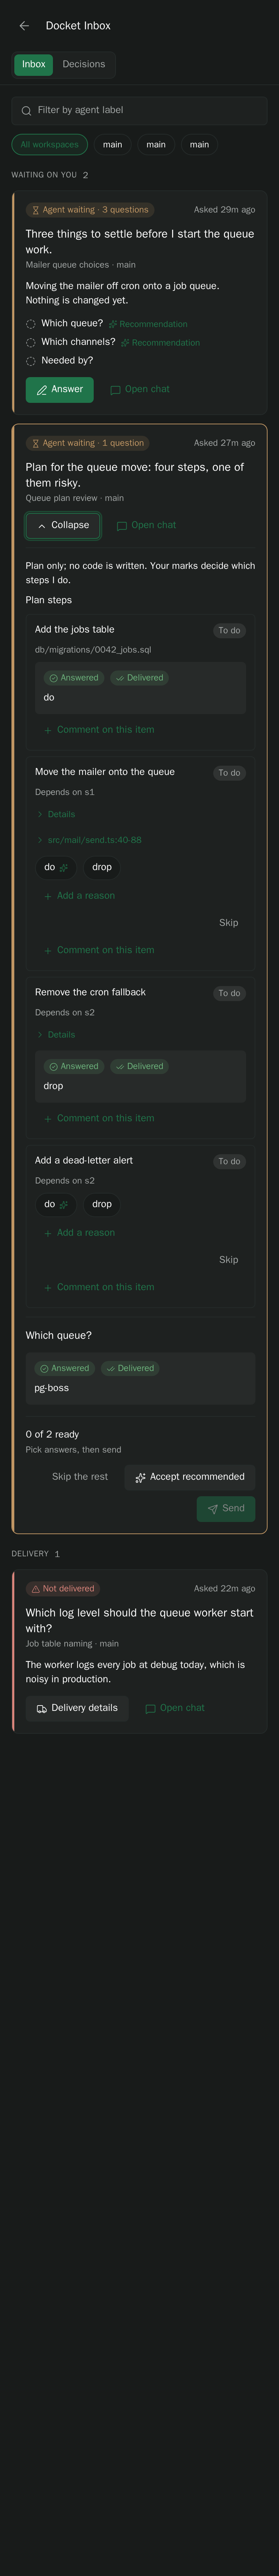 Docket Inbox
Inbox
Decisions
Filter by agent label
All workspaces
main
main
main
WAITING ON YOU 2
Agent waiting · 3 questions
Asked 29m ago
Three things to settle before I start the queue
work.
Mailer queue choices · main
Moving the mailer off cron onto a job queue.
Nothing is changed yet.
Which queue? Recommendation
Which channels? Recommendation
Needed by?
Answer
Open chat
Agent waiting · 1 question
Asked 27m ago
Plan for the queue move: four steps, one of
them risky.
Queue plan review · main
Collapse
Open chat
Plan only; no code is written. Your marks decide which
steps I do.
Plan steps
Add the jobs table
To do
db/migrations/0042_jobs.sql
Answered
Delivered
do
Comment on this item
Move the mailer onto the queue
To do
Depends on s1
Details
src/mail/send.ts:40-88
do
drop
Add a reason
Skip
Comment on this item
Remove the cron fallback
To do
Depends on s2
Details
Answered
Delivered
drop
Comment on this item
Add a dead-letter alert
To do
Depends on s2
do
drop
Add a reason
Skip
Comment on this item
Which queue?
Answered
Delivered
pg-boss
0 of 2 ready
Pick answers, then send
Skip the rest
Accept recommended
Send
DELIVERY 1
Not delivered
Asked 22m ago
Which log level should the queue worker start
with?
Job table naming · main
The worker logs every job at debug today, which is
noisy in production.
Delivery details
Open chat